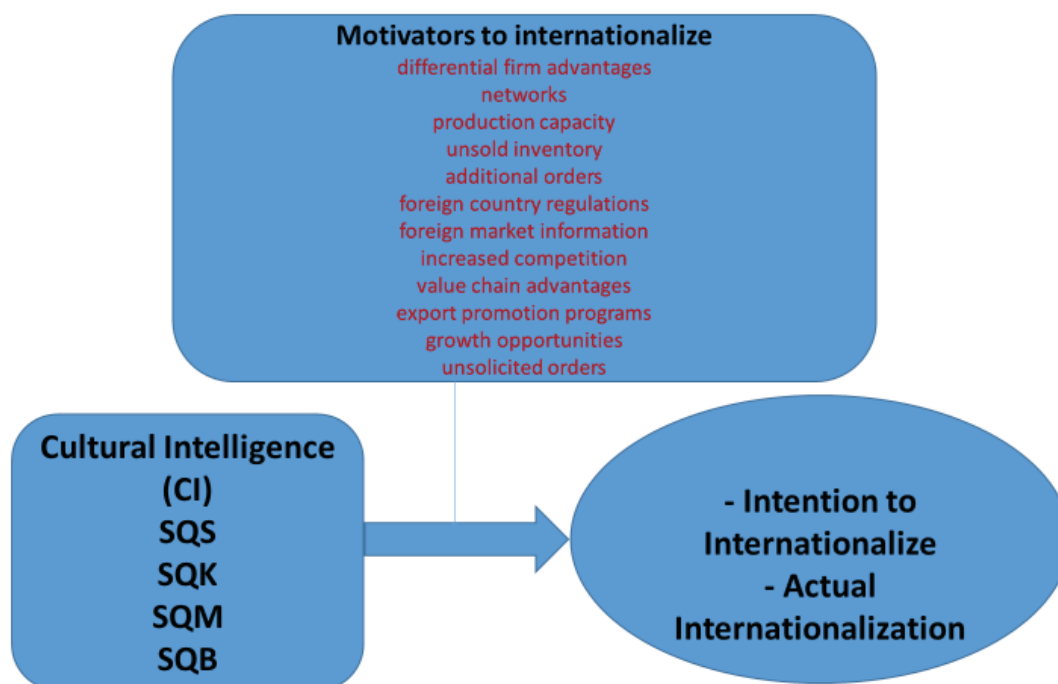 Motivators to internationalize
differential firm advantages
networks
production capacity
unsold inventory
additional orders
foreign country regulations
foreign market information
increased competition
value chain advantages
export promotion programs
growth opportunities
unsolicited orders
Cultural Intelligence
(CI)
SQS
SQK
SQM
SQB
- Intention to
Internationalize
- Actual
Internationalization